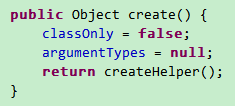 public Object create() {
    classOnly = false;
    argumentTypes = null;
    return createHelper();
}